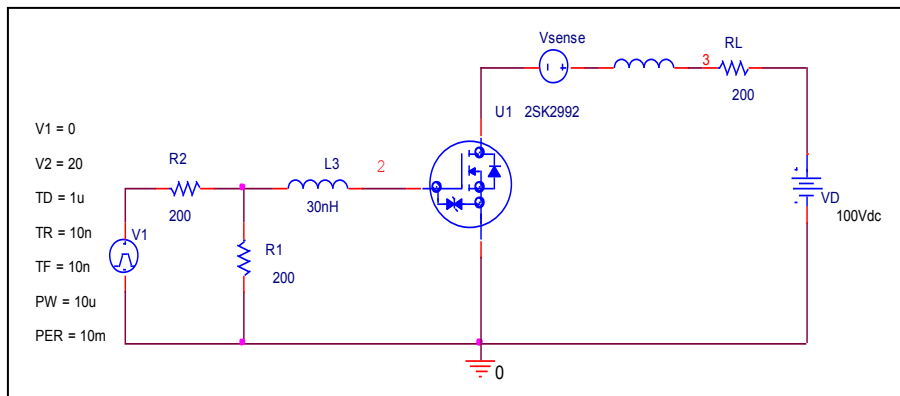 Vsense
3
RL
200
U1
2SK2992
V1 = 0
V2 = 20
TD = 1u
TR = 10n
TF = 10n
PW = 10u
PER = 10m
R2
200
L3
30nH
2
V1
R1
200
VD
100Vdc
0